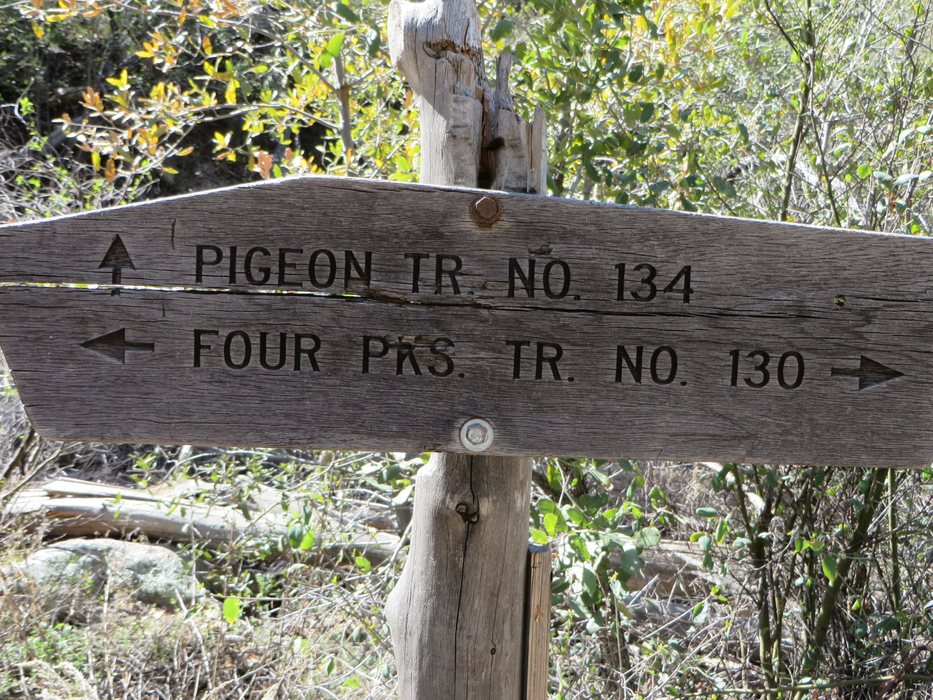 PIGEON TR. NO. 134
FOUR PKS. TR. NO. 130